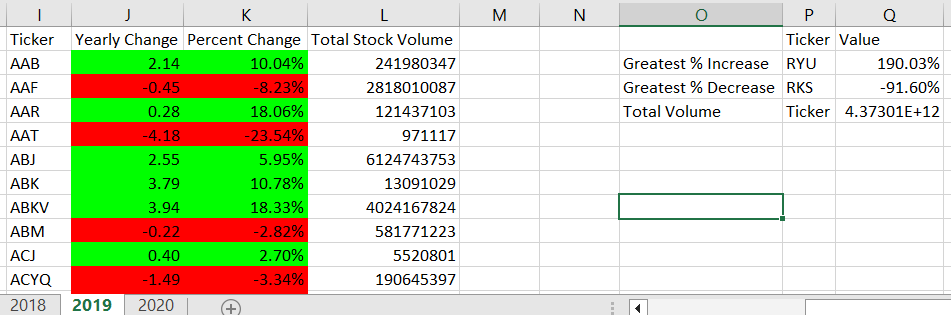 I J K L M N O P Q
Ticker Yearly Change Percent Change Total Stock Volume Ticker Value
AAB 2.14 10.04% 241980347 Greatest % Increase RYU 190.03%
AAF -0.45 -8.23% 2818010087 Greatest % Decrease RKS -91.60%
AAR 0.28 18.06% 121437103 Total Volume Ticker 4.37301E+12
AAT -4.18 -23.54% 971117
ABJ 2.55 5.95% 6124743753
ABK 3.79 10.78% 13091029
ABKV 3.94 18.33% 4024167824
ABM -0.22 -2.82% 581771223
ACJ 0.40 2.70% 5520801
ACYQ -1.49 -3.34% 190645397
2018 2019 2020